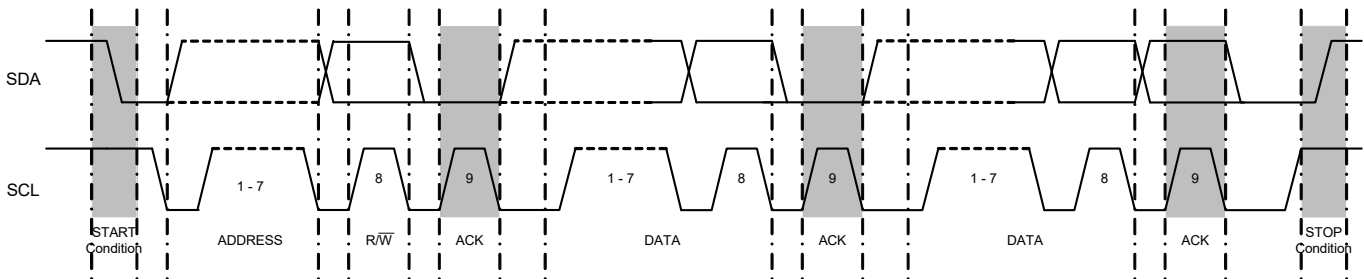 SDA
SCL
1 - 7
8
9
1 - 7
8
9
1 - 7
8
9
START
Condition
ADDRESS
R/W̅
ACK
DATA
ACK
DATA
ACK
STOP
Condition